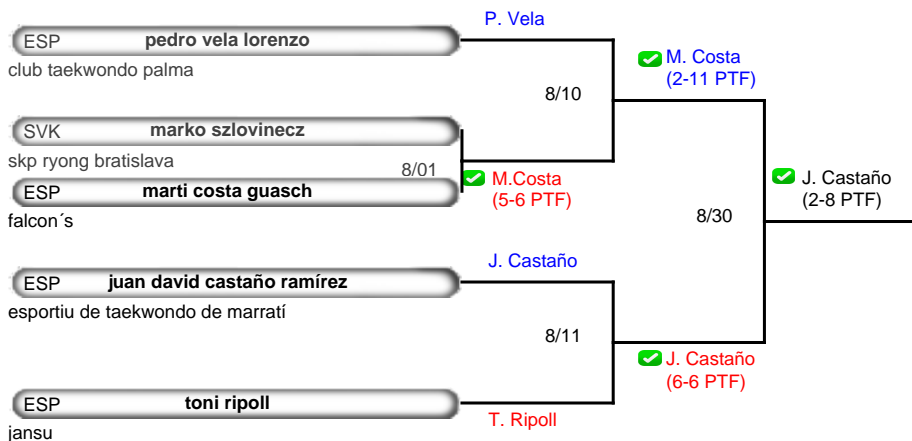 P. Vela
ESP pedro vela lorenzo
club taekwondo palma
M. Costa
(2-11 PTF)
8/10
SVK marko szlovinecz
skp ryong bratislava
8/01
M.Costa
(5-6 PTF)
ESP marti costa guasch
falcon´s
J. Castaño
(2-8 PTF)
8/30
J. Castaño
ESP juan david castaño ramírez
esportiu de taekwondo de marratí
8/11
J. Castaño
(6-6 PTF)
ESP toni ripoll
T. Ripoll
jansu